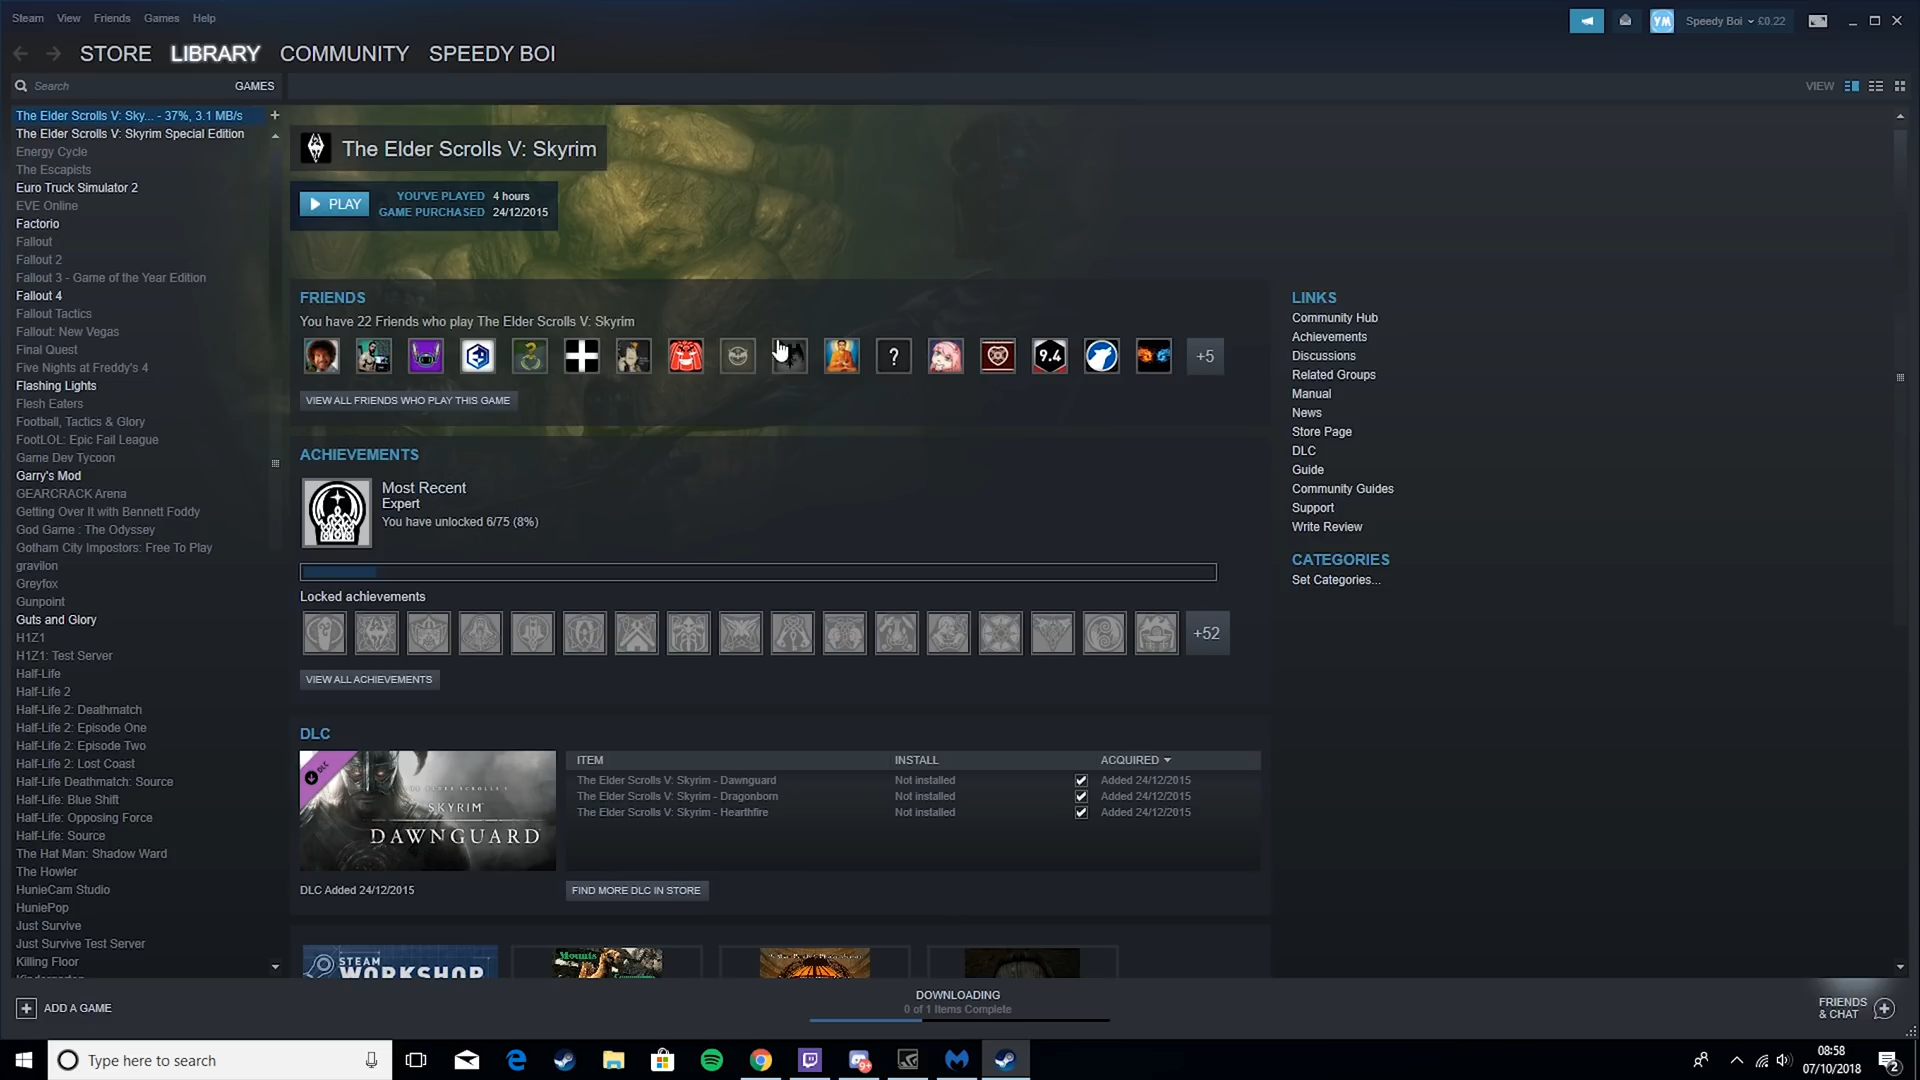 Steam View Friends Games Help
Speedy Boi £0.22
STORE LIBRARY COMMUNITY SPEEDY BOI
Search GAMES
VIEW
The Elder Scrolls V: Sky... - 37%, 3.1 MB/s
The Elder Scrolls V: Skyrim Special Edition
Energy Cycle
The Escapists
Euro Truck Simulator 2
EVE Online
Factorio
Fallout
Fallout 2
Fallout 3 - Game of the Year Edition
Fallout 4
Fallout Tactics
Fallout: New Vegas
Final Quest
Five Nights at Freddy's 4
Flashing Lights
Flesh Eaters
Football, Tactics & Glory
FootLOL: Epic Fail League
Game Dev Tycoon
Garry's Mod
GEARCRACK Arena
Getting Over It with Bennett Foddy
God Game : The Odyssey
Gotham City Impostors: Free To Play
gravilon
Greyfox
Gunpoint
Guts and Glory
H1Z1
H1Z1: Test Server
Half-Life
Half-Life 2
Half-Life 2: Deathmatch
Half-Life 2: Episode One
Half-Life 2: Episode Two
Half-Life 2: Lost Coast
Half-Life Deathmatch: Source
Half-Life: Blue Shift
Half-Life: Opposing Force
Half-Life: Source
The Hat Man: Shadow Ward
The Howler
HunieCam Studio
HuniePop
Just Survive
Just Survive Test Server
Killing Floor
The Elder Scrolls V: Skyrim
PLAY
YOU'VE PLAYED 4 hours
GAME PURCHASED 24/12/2015
FRIENDS
You have 22 Friends who play The Elder Scrolls V: Skyrim
? 9.4 +5
VIEW ALL FRIENDS WHO PLAY THIS GAME
ACHIEVEMENTS
Most Recent
Expert
You have unlocked 6/75 (8%)
Locked achievements
+52
VIEW ALL ACHIEVEMENTS
DLC
DLC
SKYRIM
DAWNGUARD
DLC Added 24/12/2015
ITEM INSTALL ACQUIRED
The Elder Scrolls V: Skyrim - Dawnguard Not installed Added 24/12/2015
The Elder Scrolls V: Skyrim - Dragonborn Not installed Added 24/12/2015
The Elder Scrolls V: Skyrim - Hearthfire Not installed Added 24/12/2015
FIND MORE DLC IN STORE
STEAM
WORKSHOP
Mounts
LINKS
Community Hub
Achievements
Discussions
Related Groups
Manual
News
Store Page
DLC
Guide
Community Guides
Support
Write Review
CATEGORIES
Set Categories...
ADD A GAME
DOWNLOADING
0 of 1 Items Complete
FRIENDS
& CHAT
Type here to search
9+
08:58
07/10/2018
2